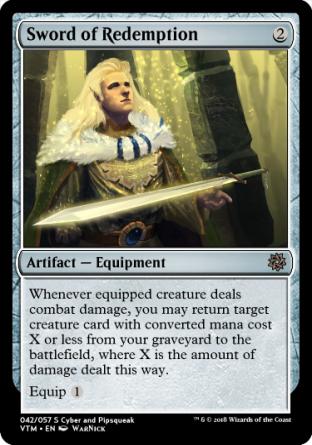 Sword of Redemption 2
Artifact — Equipment
Whenever equipped creature deals
combat damage, you may return target
creature card with converted mana cost
X or less from your graveyard to the
battlefield, where X is the amount of
damage dealt this way.
Equip 1
042/057 S Cyber and Pipsqueak
VTM • EN WarNick
™ & © 2018 Wizards of the Coast